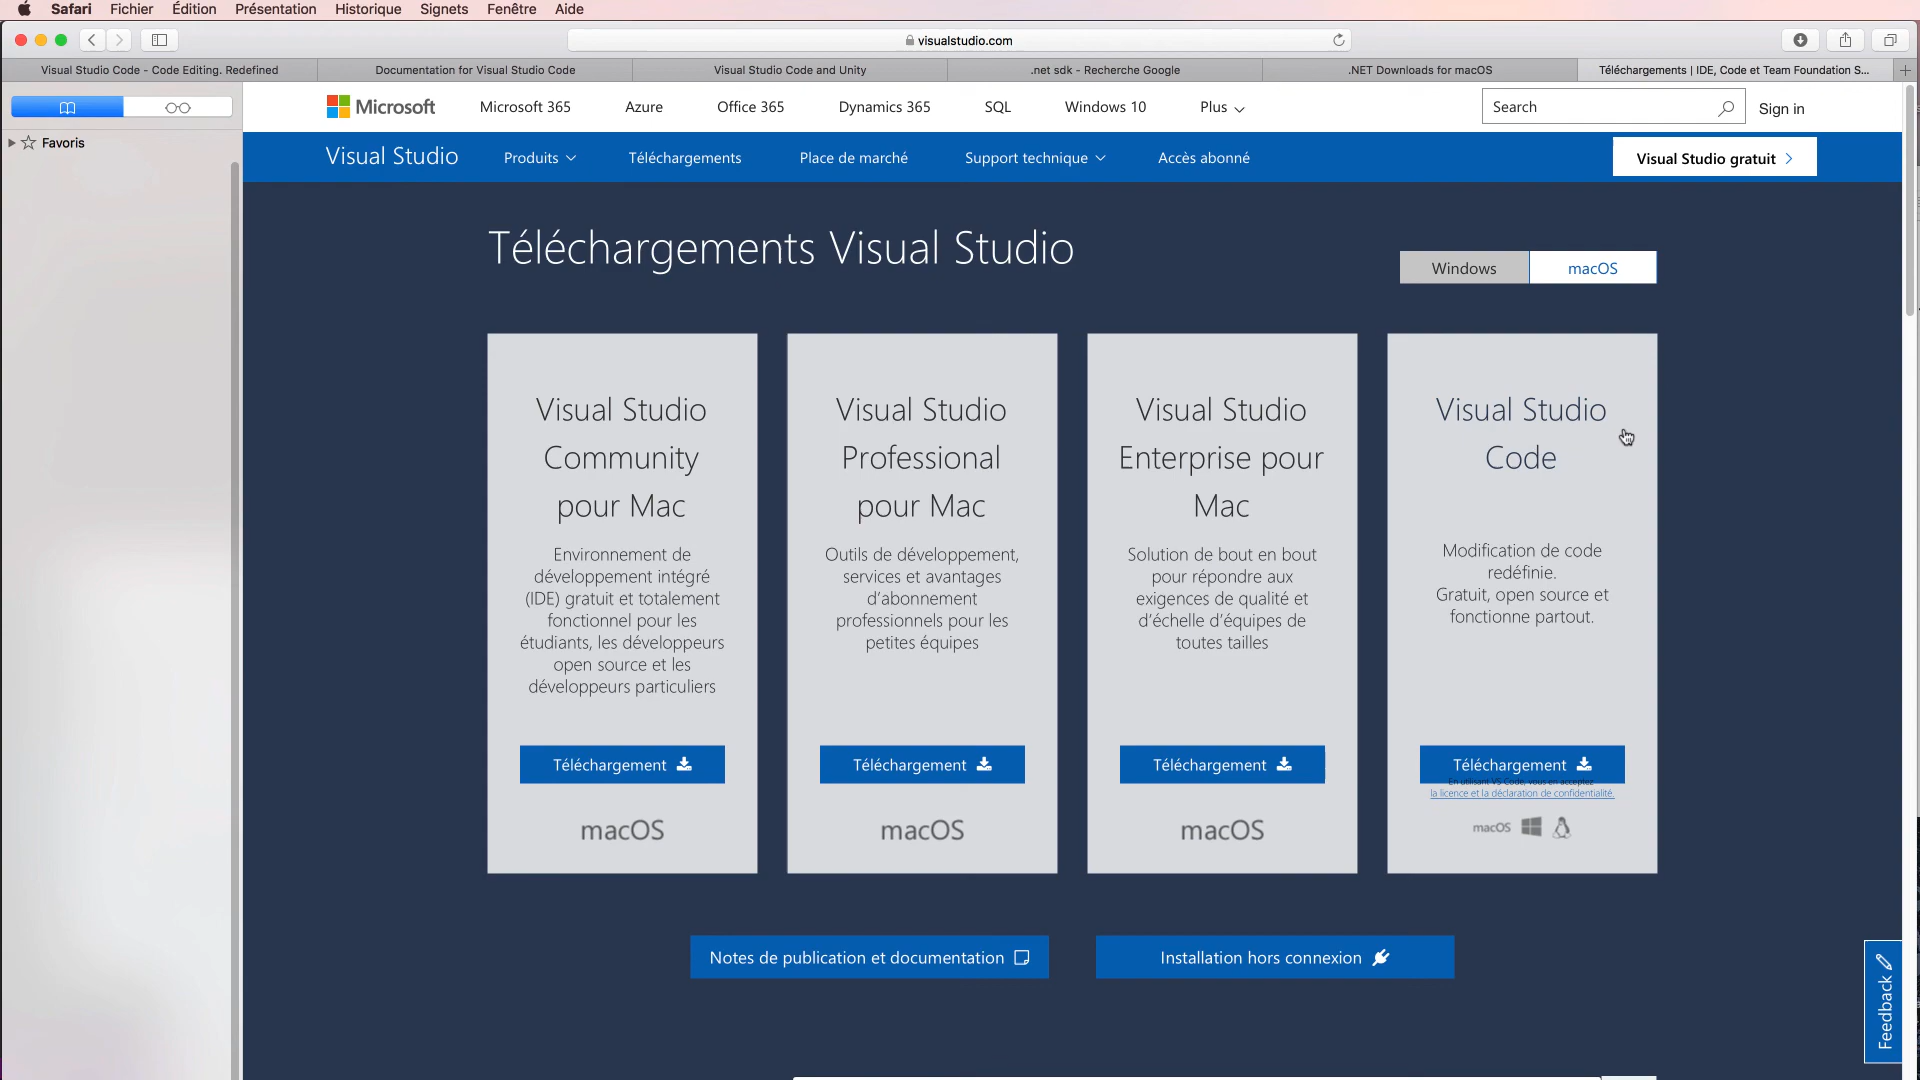 Safari Fichier Édition Présentation Historique Signets Fenêtre Aide
visualstudio.com
Visual Studio Code - Code Editing. Redefined
Documentation for Visual Studio Code
Visual Studio Code and Unity
.net sdk - Recherche Google
.NET Downloads for macOS
Téléchargements | IDE, Code et Team Foundation S...
Favoris
Microsoft Microsoft 365 Azure Office 365 Dynamics 365 SQL Windows 10 Plus Search Sign in
Visual Studio Produits Téléchargements Place de marché Support technique Accès abonné Visual Studio gratuit
Téléchargements Visual Studio
Windows macOS
Visual Studio
Community
pour Mac
Environnement de
développement intégré
(IDE) gratuit et totalement
fonctionnel pour les
étudiants, les développeurs
open source et les
développeurs particuliers
Téléchargement
macOS
Visual Studio
Professional
pour Mac
Outils de développement,
services et avantages
d’abonnement
professionnels pour les
petites équipes
Téléchargement
macOS
Visual Studio
Enterprise pour
Mac
Solution de bout en bout
pour répondre aux
exigences de qualité et
d’échelle d’équipes de
toutes tailles
Téléchargement
macOS
Visual Studio
Code
Modification de code
redéfinie.
Gratuit, open source et
fonctionne partout.
Téléchargement
En utilisant VS Code, vous en acceptez
la licence et la déclaration de confidentialité.
macOS
Notes de publication et documentation
Installation hors connexion
Feedback